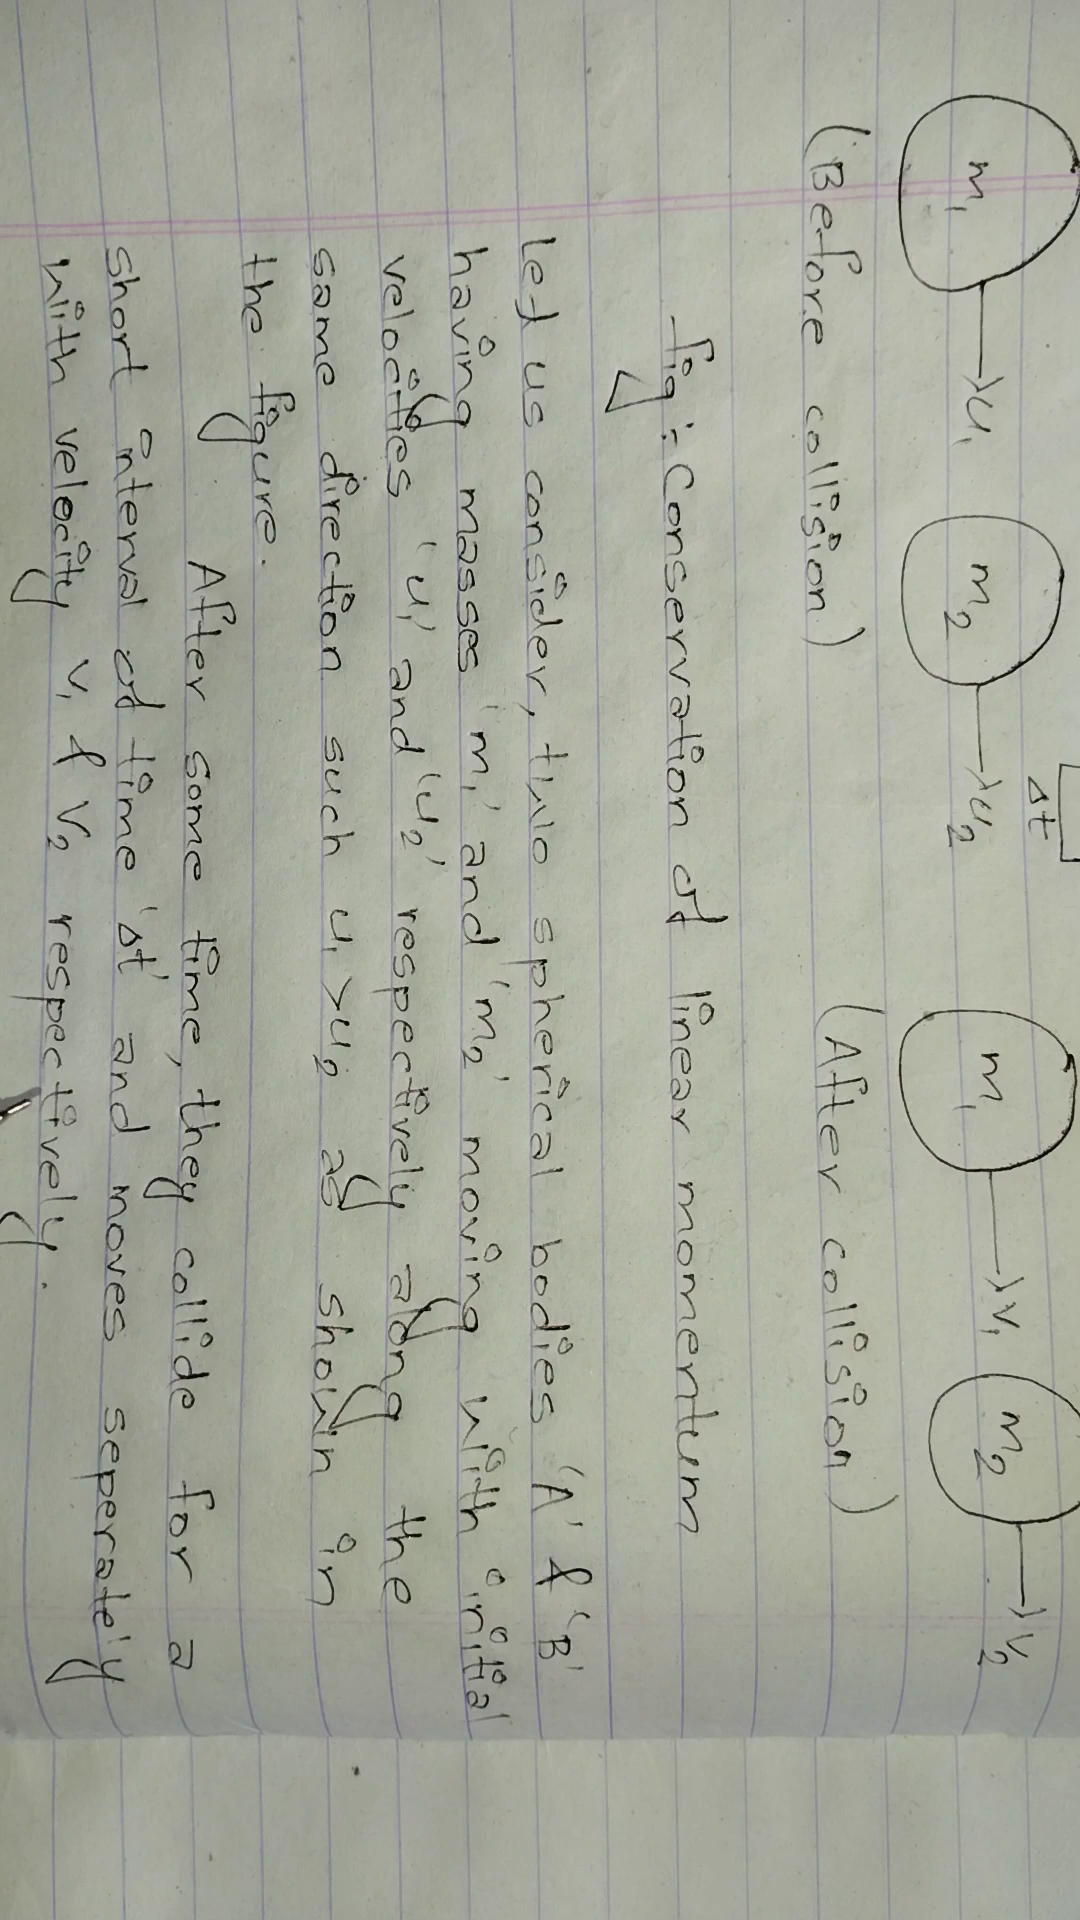 m₁ →u₁ m₂ →u₂ Δt m₁ →v₁ m₂ →v₂
(Before collision) (After collision)
fig: Conservation of linear momentum
let us consider, two spherical bodies 'A' & 'B'
having masses 'm₁' and 'm₂' moving with initial
velocities 'u₁' and 'u₂' respectively along the
same direction such u₁>u₂ as shown in
the figure.
After some time, they collide for a
short interval of time 'Δt' and moves seperately
with velocity v₁ & v₂ respectively.